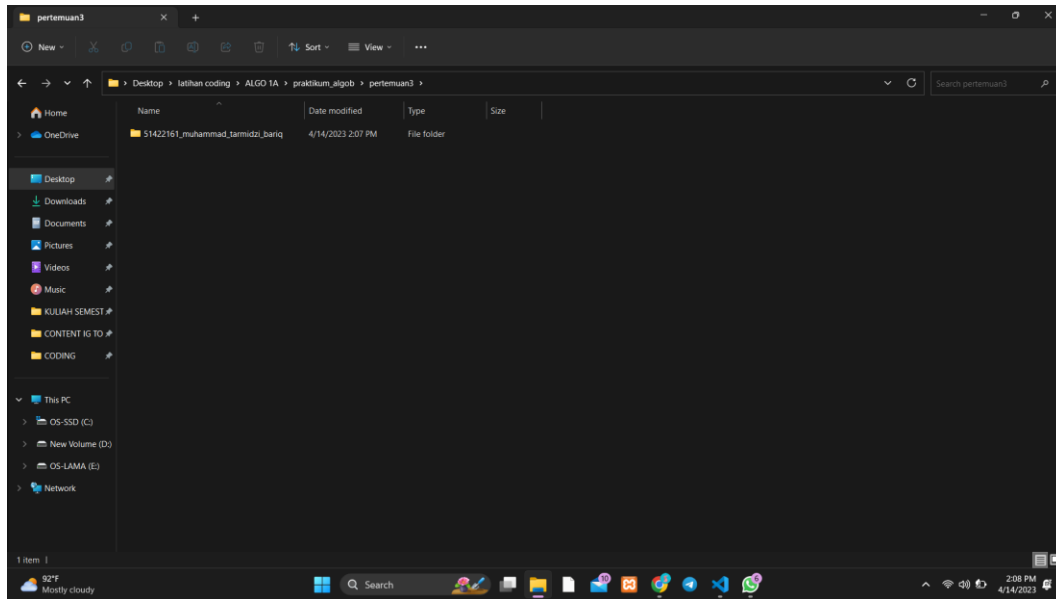 pertemuan3
New
Sort
View
Desktop > latihan coding > ALGO 1A > praktikum_algob > pertemuan3 >
Search pertemuan3
Name Date modified Type Size
51422161_muhammad_tarmidzi_bariq 4/14/2023 2:07 PM File folder
Home
OneDrive
Desktop
Downloads
Documents
Pictures
Videos
Music
KULIAH SEMEST
CONTENT IG TO
CODING
This PC
OS-SSD (C:)
New Volume (D:)
OS-LAMA (E:)
Network
1 item
92°F
Mostly cloudy
Search
10
2:08 PM
4/14/2023